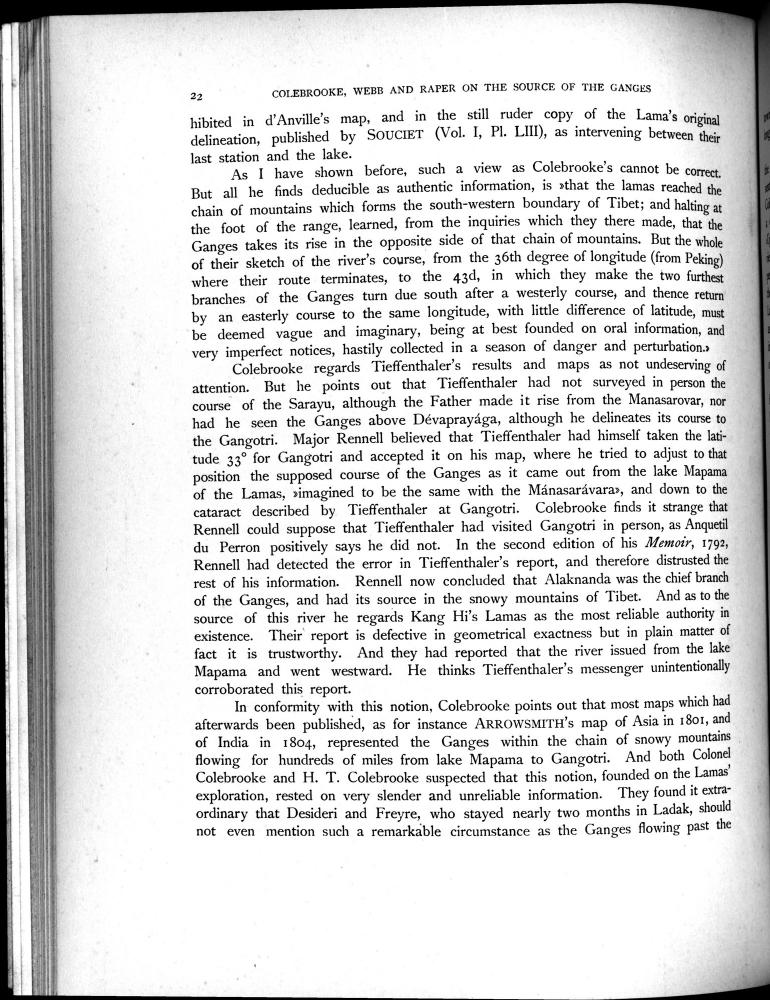 22 COLEBROOKE, WEBB AND RAPER ON THE SOURCE OF THE GANGES
hibited in d'Anville's map, and in the still ruder copy of the Lama's original
delineation, published by SOUCIET (Vol. I, Pl. LIII), as intervening between their
last station and the lake.
As I have shown before, such a view as Colebrooke's cannot be correct.
But all he finds deducible as authentic information, is »that the lamas reached the
chain of mountains which forms the south-western boundary of Tibet; and halting at
the foot of the range, learned, from the inquiries which they there made, that the
Ganges takes its rise in the opposite side of that chain of mountains. But the whole
of their sketch of the river's course, from the 36th degree of longitude (from Peking)
where their route terminates, to the 43d, in which they make the two furthest
branches of the Ganges turn due south after a westerly course, and thence return
by an easterly course to the same longitude, with little difference of latitude, must
be deemed vague and imaginary, being at best founded on oral information, and
very imperfect notices, hastily collected in a season of danger and perturbation.»
Colebrooke regards Tieffenthaler's results and maps as not undeserving of
attention. But he points out that Tieffenthaler had not surveyed in person the
course of the Sarayu, although the Father made it rise from the Manasarovar, nor
had he seen the Ganges above Dévaprayága, although he delineates its course to
the Gangotri. Major Rennell believed that Tieffenthaler had himself taken the lati-
tude 33° for Gangotri and accepted it on his map, where he tried to adjust to that
position the supposed course of the Ganges as it came out from the lake Mapama
of the Lamas, »imagined to be the same with the Mánasarávara», and down to the
cataract described by Tieffenthaler at Gangotri. Colebrooke finds it strange that
Rennell could suppose that Tieffenthaler had visited Gangotri in person, as Anquetil
du Perron positively says he did not. In the second edition of his Memoir, 1792,
Rennell had detected the error in Tieffenthaler's report, and therefore distrusted the
rest of his information. Rennell now concluded that Alaknanda was the chief branch
of the Ganges, and had its source in the snowy mountains of Tibet. And as to the
source of this river he regards Kang Hi's Lamas as the most reliable authority in
existence. Their report is defective in geometrical exactness but in plain matter of
fact it is trustworthy. And they had reported that the river issued from the lake
Mapama and went westward. He thinks Tieffenthaler's messenger unintentionally
corroborated this report.
In conformity with this notion, Colebrooke points out that most maps which had
afterwards been published, as for instance ARROWSMITH's map of Asia in 1801, and
of India in 1804, represented the Ganges within the chain of snowy mountains
flowing for hundreds of miles from lake Mapama to Gangotri. And both Colonel
Colebrooke and H. T. Colebrooke suspected that this notion, founded on the Lamas'
exploration, rested on very slender and unreliable information. They found it extra-
ordinary that Desideri and Freyre, who stayed nearly two months in Ladak, should
not even mention such a remarkable circumstance as the Ganges flowing past the